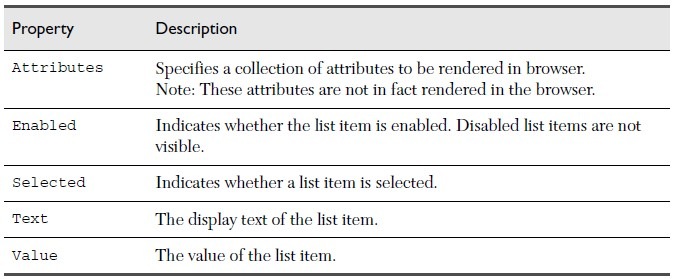 Property Description
Attributes Specifies a collection of attributes to be rendered in browser.
Note: These attributes are not in fact rendered in the browser.
Enabled Indicates whether the list item is enabled. Disabled list items are not
visible.
Selected Indicates whether a list item is selected.
Text The display text of the list item.
Value The value of the list item.